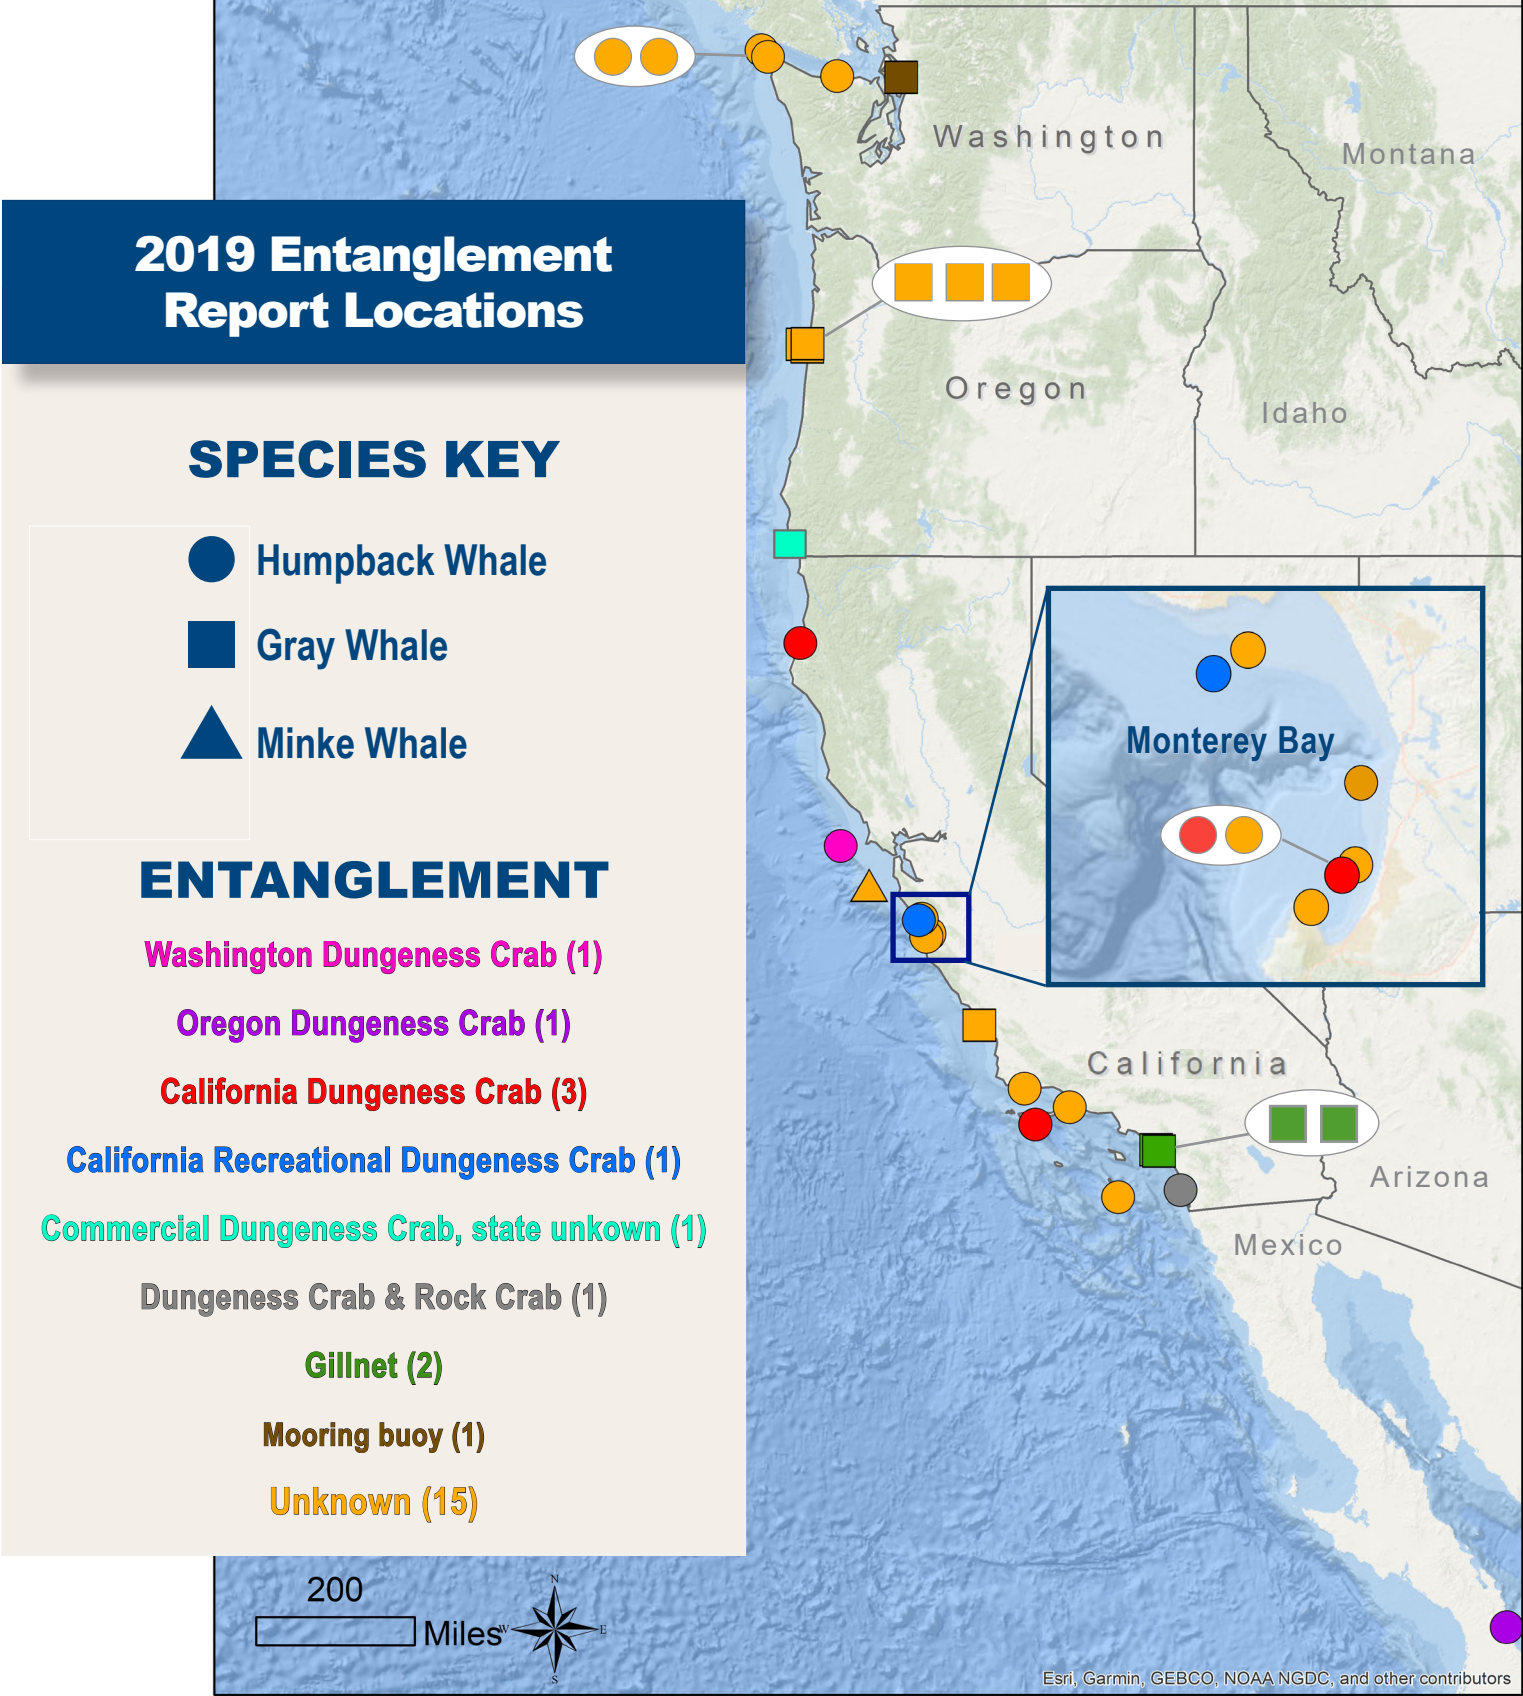 2019 Entanglement
Report Locations
SPECIES KEY
Humpback Whale
Gray Whale
Minke Whale
ENTANGLEMENT
Washington Dungeness Crab (1)
Oregon Dungeness Crab (1)
California Dungeness Crab (3)
California Recreational Dungeness Crab (1)
Commercial Dungeness Crab, state unkown (1)
Dungeness Crab & Rock Crab (1)
Gillnet (2)
Mooring buoy (1)
Unknown (15)
Washington
Montana
Oregon
Idaho
Monterey Bay
California
Arizona
Mexico
200
Miles
N
W
E
S
Esri, Garmin, GEBCO, NOAA NGDC, and other contributors